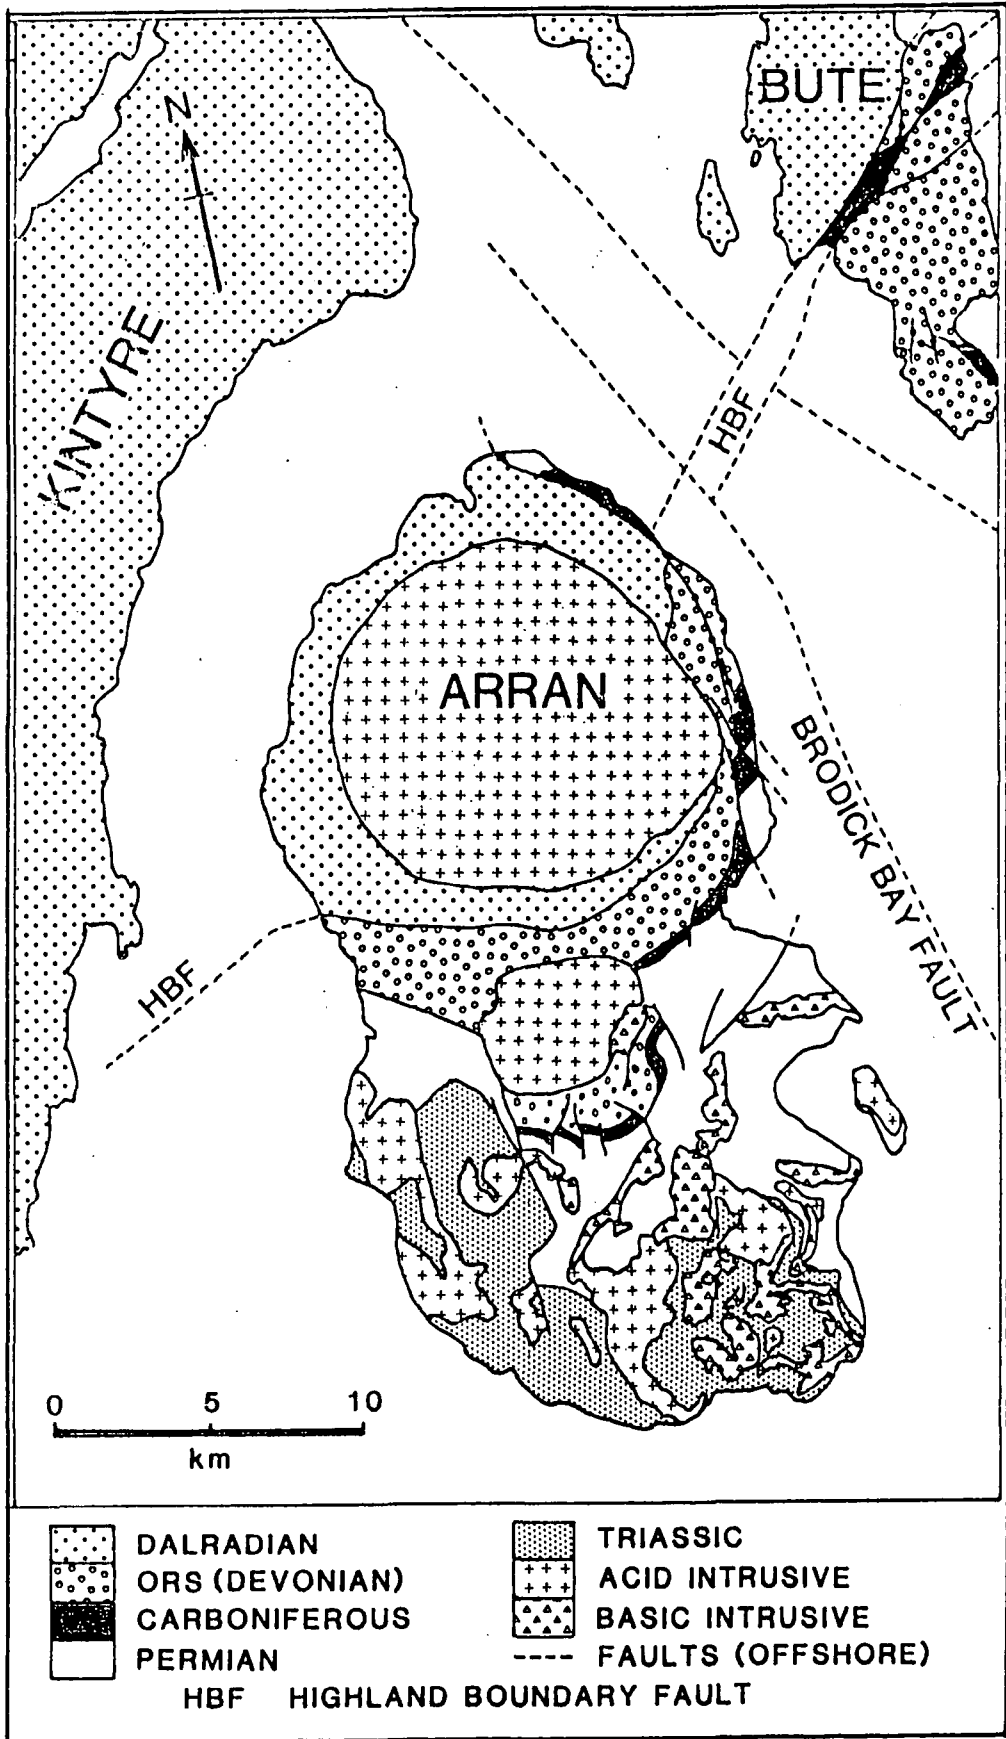 BUTE
N
KINTYRE
HBF
ARRAN
BRODICK BAY FAULT
HBF
0 5 10
km
DALRADIAN
ORS (DEVONIAN)
CARBONIFEROUS
PERMIAN
TRIASSIC
ACID INTRUSIVE
BASIC INTRUSIVE
FAULTS (OFFSHORE)
HBF HIGHLAND BOUNDARY FAULT